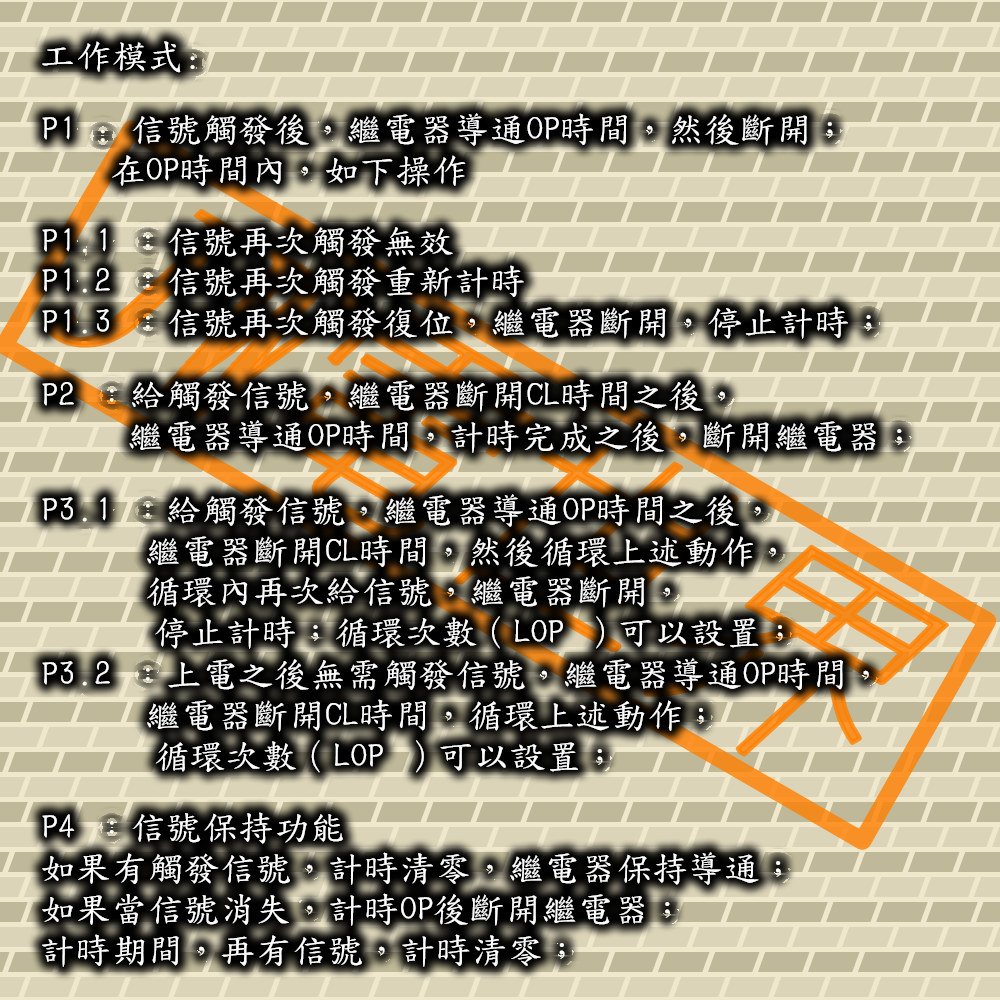 工作模式:
P1 : 信號觸發後，繼電器導通OP時間，然後斷開；
在OP時間內，如下操作
P1.1 : 信號再次觸發無效
P1.2 : 信號再次觸發重新計時
P1.3 : 信號再次觸發復位，繼電器斷開，停止計時；
P2 : 給觸發信號，繼電器斷開CL時間之後，
繼電器導通OP時間，計時完成之後，斷開繼電器；
P3.1 : 給觸發信號，繼電器導通OP時間之後，
繼電器斷開CL時間，然後循環上述動作，
循環內再次給信號，繼電器斷開，
停止計時；循環次數 ( LOP ) 可以設置；
P3.2 : 上電之後無需觸發信號，繼電器導通OP時間，
繼電器斷開CL時間，循環上述動作；
循環次數 ( LOP ) 可以設置；
P4 : 信號保持功能
如果有觸發信號，計時清零，繼電器保持導通；
如果當信號消失，計時OP後斷開繼電器；
計時期間，再有信號，計時清零；